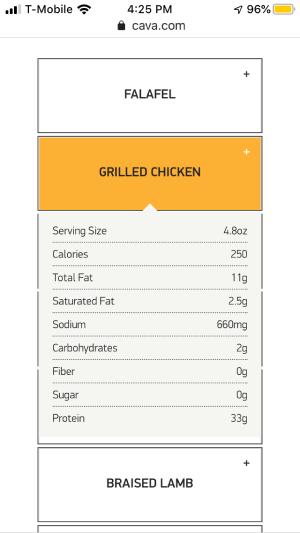 T-Mobile 4:25 PM 96%
cava.com
+
FALAFEL
+
GRILLED CHICKEN
Serving Size 4.8oz
Calories 250
Total Fat 11g
Saturated Fat 2.5g
Sodium 660mg
Carbohydrates 2g
Fiber 0g
Sugar 0g
Protein 33g
+
BRAISED LAMB